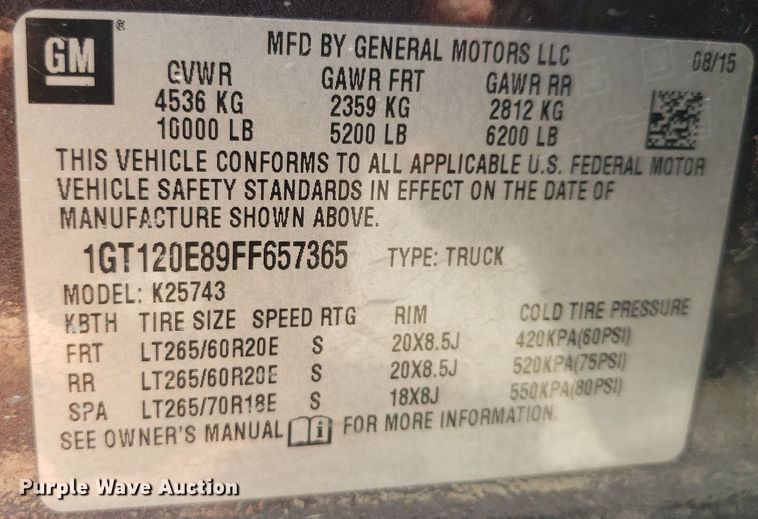 GM ®
MFD BY GENERAL MOTORS LLC 08/15
GVWR GAWR FRT GAWR RR
4536 KG 2359 KG 2812 KG
10000 LB 5200 LB 6200 LB
THIS VEHICLE CONFORMS TO ALL APPLICABLE U.S. FEDERAL MOTOR
VEHICLE SAFETY STANDARDS IN EFFECT ON THE DATE OF
MANUFACTURE SHOWN ABOVE.
1GT120E89FF657365 TYPE: TRUCK
MODEL: K25743
KBTH TIRE SIZE SPEED RTG RIM COLD TIRE PRESSURE
FRT LT265/60R20E S 20X8.5J 420KPA(60PSI)
RR LT265/60R20E S 20X8.5J 520KPA(75PSI)
SPA LT265/70R18E S 18X8J 550KPA(80PSI)
SEE OWNER'S MANUAL i FOR MORE INFORMATION.
Purple Wave Auction